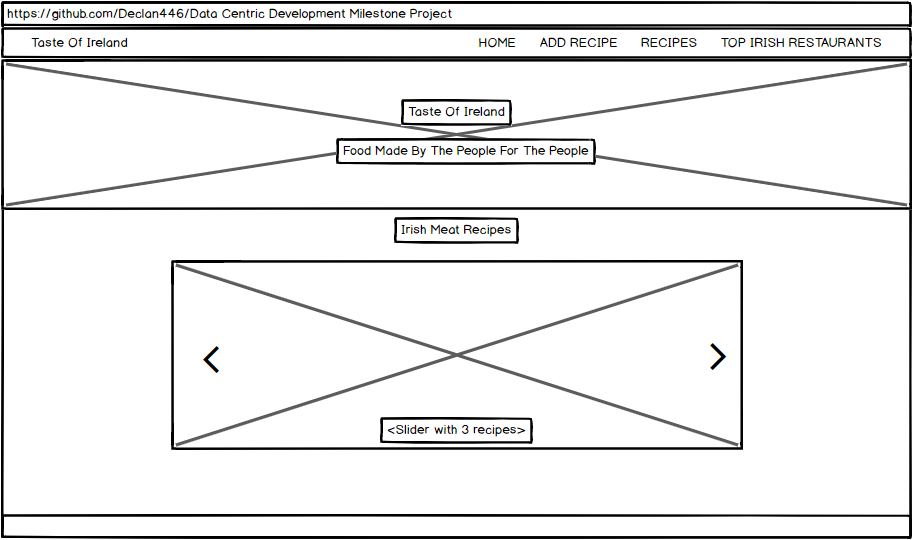 https://github.com/Declan446/Data Centric Development Milestone Project
Taste Of Ireland HOME ADD RECIPE RECIPES TOP IRISH RESTAURANTS
Taste Of Ireland
Food Made By The People For The People
Irish Meat Recipes
<Slider with 3 recipes>